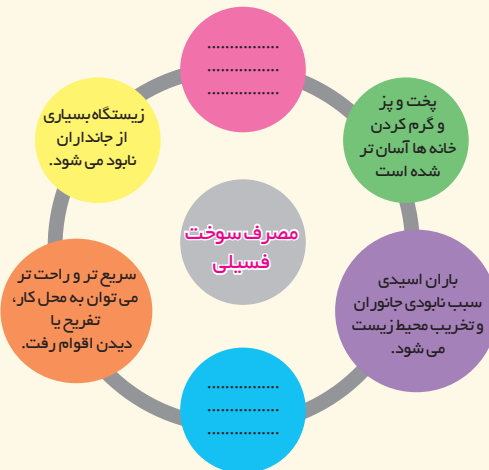 ................
................
................
پخت و پز
و گرم کردن
خانه ها آسان تر
شده است
زیستگاه بسیاری
از جانداران
نابود می شود.
مصرف سوخت
فسیلی
باران اسیدی
سبب نابودی جانوران
و تخریب محیط زیست
می شود.
سریع تر و راحت تر
می توان به محل کار،
تفریح یا
دیدن اقوام رفت.
................
................
................